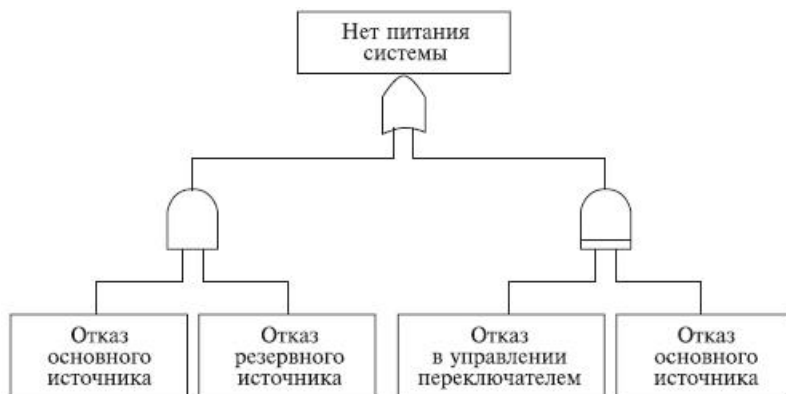 Нет питания
системы
Отказ
основного
источника
Отказ
резервного
источника
Отказ
в управлении
переключателем
Отказ
основного
источника